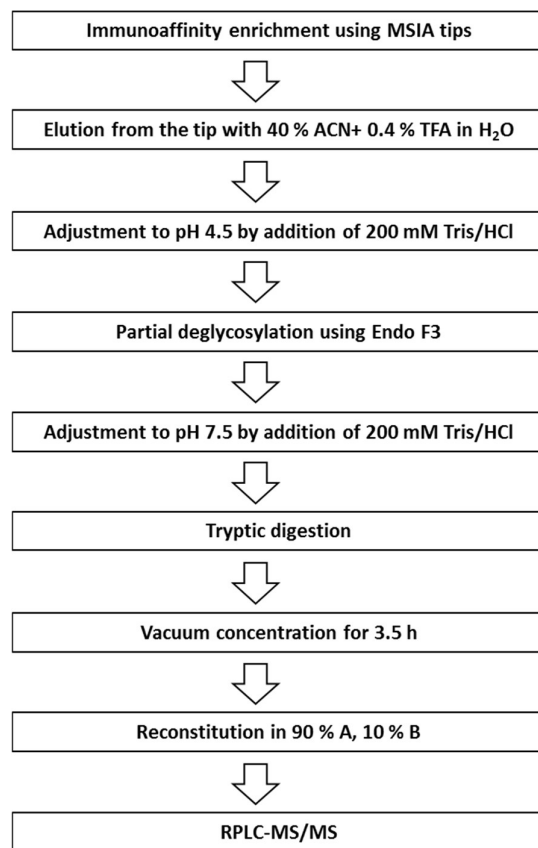 Immunoaffinity enrichment using MSIA tips
Elution from the tip with 40 % ACN+ 0.4 % TFA in H₂O
Adjustment to pH 4.5 by addition of 200 mM Tris/HCl
Partial deglycosylation using Endo F3
Adjustment to pH 7.5 by addition of 200 mM Tris/HCl
Tryptic digestion
Vacuum concentration for 3.5 h
Reconstitution in 90 % A, 10 % B
RPLC-MS/MS